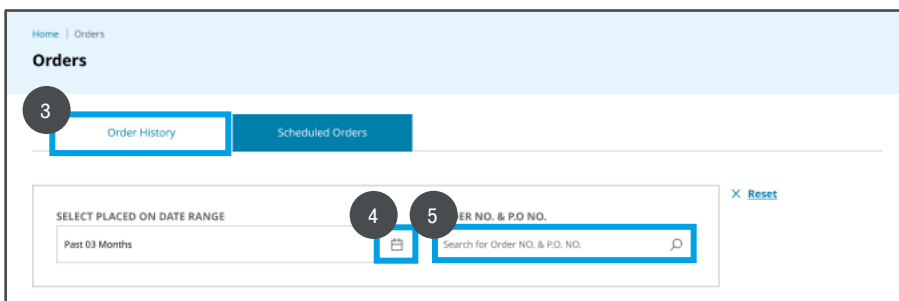 Home | Orders
Orders
3
Order History
Scheduled Orders
× Reset
SELECT PLACED ON DATE RANGE
4
5
DER NO. & P.O NO.
Past 03 Months
Search for Order NO. & P.O. NO.